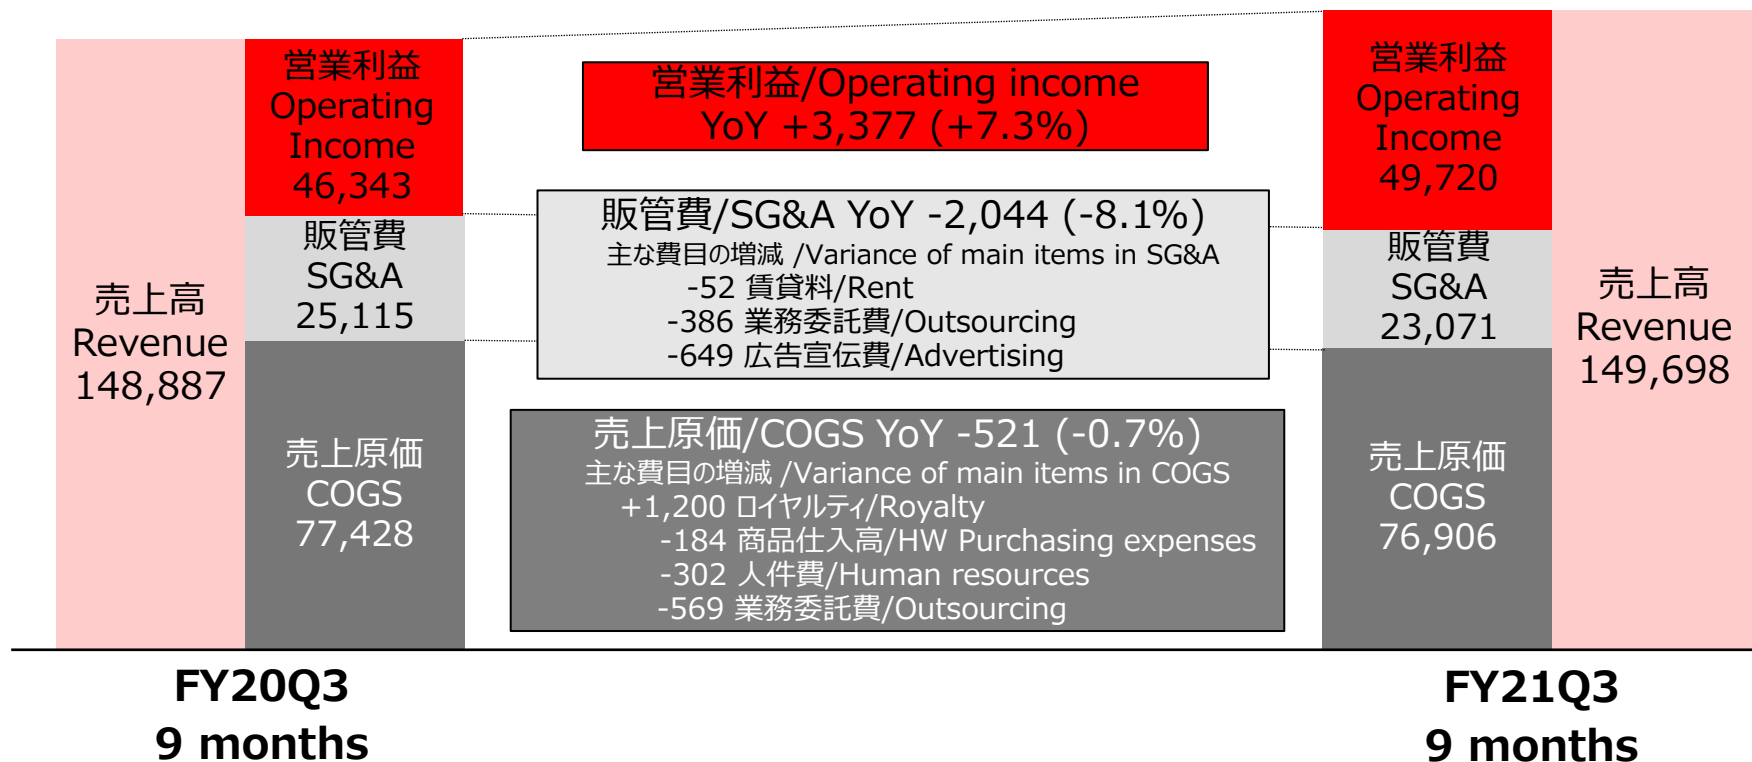 売上高
Revenue
148,887
営業利益
Operating
Income
46,343
販管費
SG&A
25,115
売上原価
COGS
77,428
営業利益/Operating income
YoY +3,377 (+7.3%)
販管費/SG&A YoY -2,044 (-8.1%)
主な費目の増減 /Variance of main items in SG&A
-52 賃貸料/Rent
-386 業務委託費/Outsourcing
-649 広告宣伝費/Advertising
売上原価/COGS YoY -521 (-0.7%)
主な費目の増減 /Variance of main items in COGS
+1,200 ロイヤルティ/Royalty
-184 商品仕入高/HW Purchasing expenses
-302 人件費/Human resources
-569 業務委託費/Outsourcing
営業利益
Operating
Income
49,720
販管費
SG&A
23,071
売上原価
COGS
76,906
売上高
Revenue
149,698
FY20Q3
9 months
FY21Q3
9 months